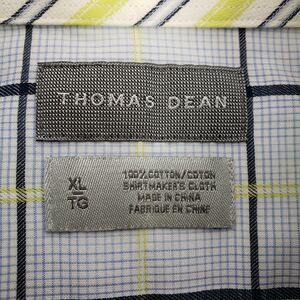 THOMAS DEAN
XL
TG
100% COTTON/COTON
SHIRTMAKER'S CLOTH
MADE IN CHINA
FABRIQUE EN CHINE